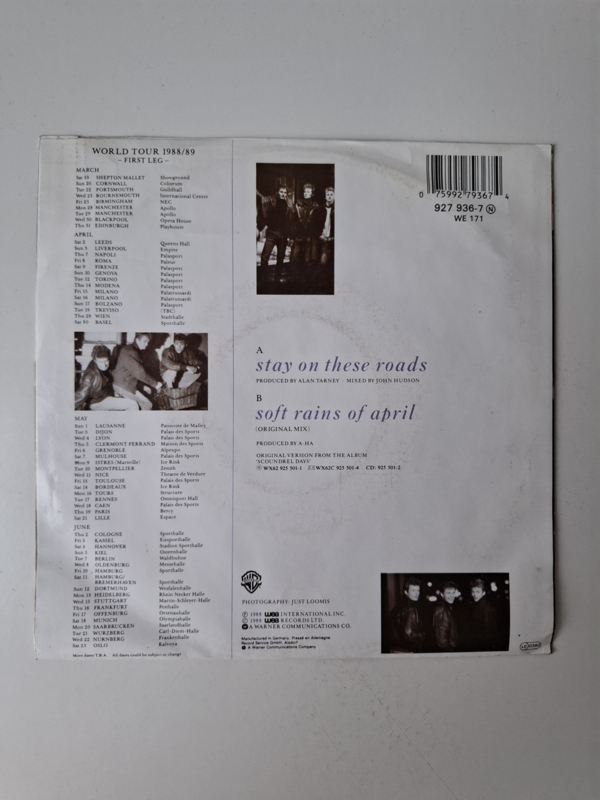 WORLD TOUR 1988/89
– FIRST LEG –
MARCH
Sat 19 SHEPTON MALLET Showground
Sun 20 CORNWALL Coliseum
Tue 22 PORTSMOUTH Guildhall
Wed 23 BOURNEMOUTH International Centre
Fri 25 BIRMINGHAM NEC
Mon 28 MANCHESTER Apollo
Tue 29 MANCHESTER Apollo
Wed 30 BLACKPOOL Opera House
Thu 31 EDINBURGH Playhouse
APRIL
Sat 2 LEEDS Queens Hall
Sun 3 LIVERPOOL Empire
Thu 7 NAPOLI Palasport
Fri 8 ROMA Paleur
Sat 9 FIRENZE Palasport
Sun 10 GENOVA Palasport
Tue 12 TORINO Palasport
Thu 14 MODENA Palasport
Fri 15 MILANO Palatrussardi
Sat 16 MILANO Palatrussardi
Sun 17 BOLZANO Palasport
Tue 19 TREVISO (TBC)
Thu 29 WIEN Stadthalle
Sat 30 BASEL Sporthalle
MAY
Sun 1 LAUSANNE Patinoire de Malley
Tue 3 DIJON Palais des Sports
Wed 4 LYON Palais des Sports
Thu 5 CLERMONT FERRAND Maison des Sports
Fri 6 GRENOBLE Alpexpo
Sat 7 MULHOUSE Palais des Sports
Mon 9 ISTRES (Marseille) Ice Rink
Tue 10 MONTPELLIER Zenith
Wed 11 NICE Theatre de Verdure
Fri 13 TOULOUSE Palais des Sports
Sat 14 BORDEAUX Ice Rink
Mon 16 TOURS Structure
Tue 17 RENNES Omnisport Hall
Wed 18 CAEN Palais des Sports
Thu 19 PARIS Bercy
Sat 21 LILLE Espace
JUNE
Thu 2 COLOGNE Sporthalle
Fri 3 KASSEL Eissporthalle
Sat 4 HANNOVER Stadion-Sporthalle
Sun 5 KIEL Ostseehalle
Tue 7 BERLIN Waldbuhne
Wed 8 OLDENBURG Messehalle
Fri 10 HAMBURG Sporthalle
Sat 11 HAMBURG/
BREMERHAVEN Sporthalle
Sun 12 DORTMUND Westfalenhalle
Mon 13 HEIDELBERG Rhein-Neckar-Halle
Wed 15 STUTTGART Martin-Schleyer-Halle
Thu 16 FRANKFURT Festhalle
Fri 17 OFFENBURG Ortenauhalle
Sat 18 MUNICH Olympiahalle
Mon 20 SAARBRUCKEN Saarlandhalle
Tue 21 WURZBERG Carl-Diem-Halle
Wed 22 NURNBERG Frankenhalle
Sat 25 OSLO Kalvoya
More dates T.B.A. All dates could be subject to change
0 75992 79367 4
927 936-7 N
WE 171
A
stay on these roads
PRODUCED BY ALAN TARNEY MIXED BY JOHN HUDSON
B
soft rains of april
(ORIGINAL MIX)
PRODUCED BY A-HA
ORIGINAL VERSION FROM THE ALBUM
'SCOUNDREL DAYS'
WX62 925 501-1 WX62C 925 501-4 CD: 925 501-2
WB
PHOTOGRAPHY: JUST LOOMIS
℗ 1988 wea INTERNATIONAL INC.
© 1988 wea RECORDS LTD.
A WARNER COMMUNICATIONS CO.
Manufactured in Germany. Pressé en Allemagne.
Record Service GmbH, Alsdorf
A Warner Communications Company